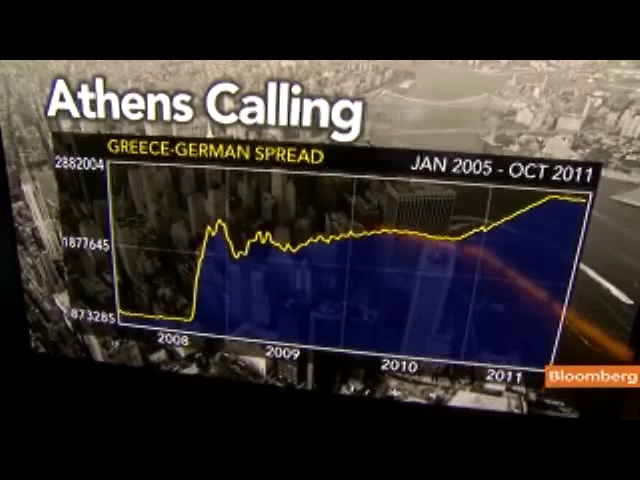 Athens Calling
GREECE-GERMAN SPREAD
JAN 2005 - OCT 2011
2882004
1877645
873285
2008
2009
2010
2011
Bloomberg